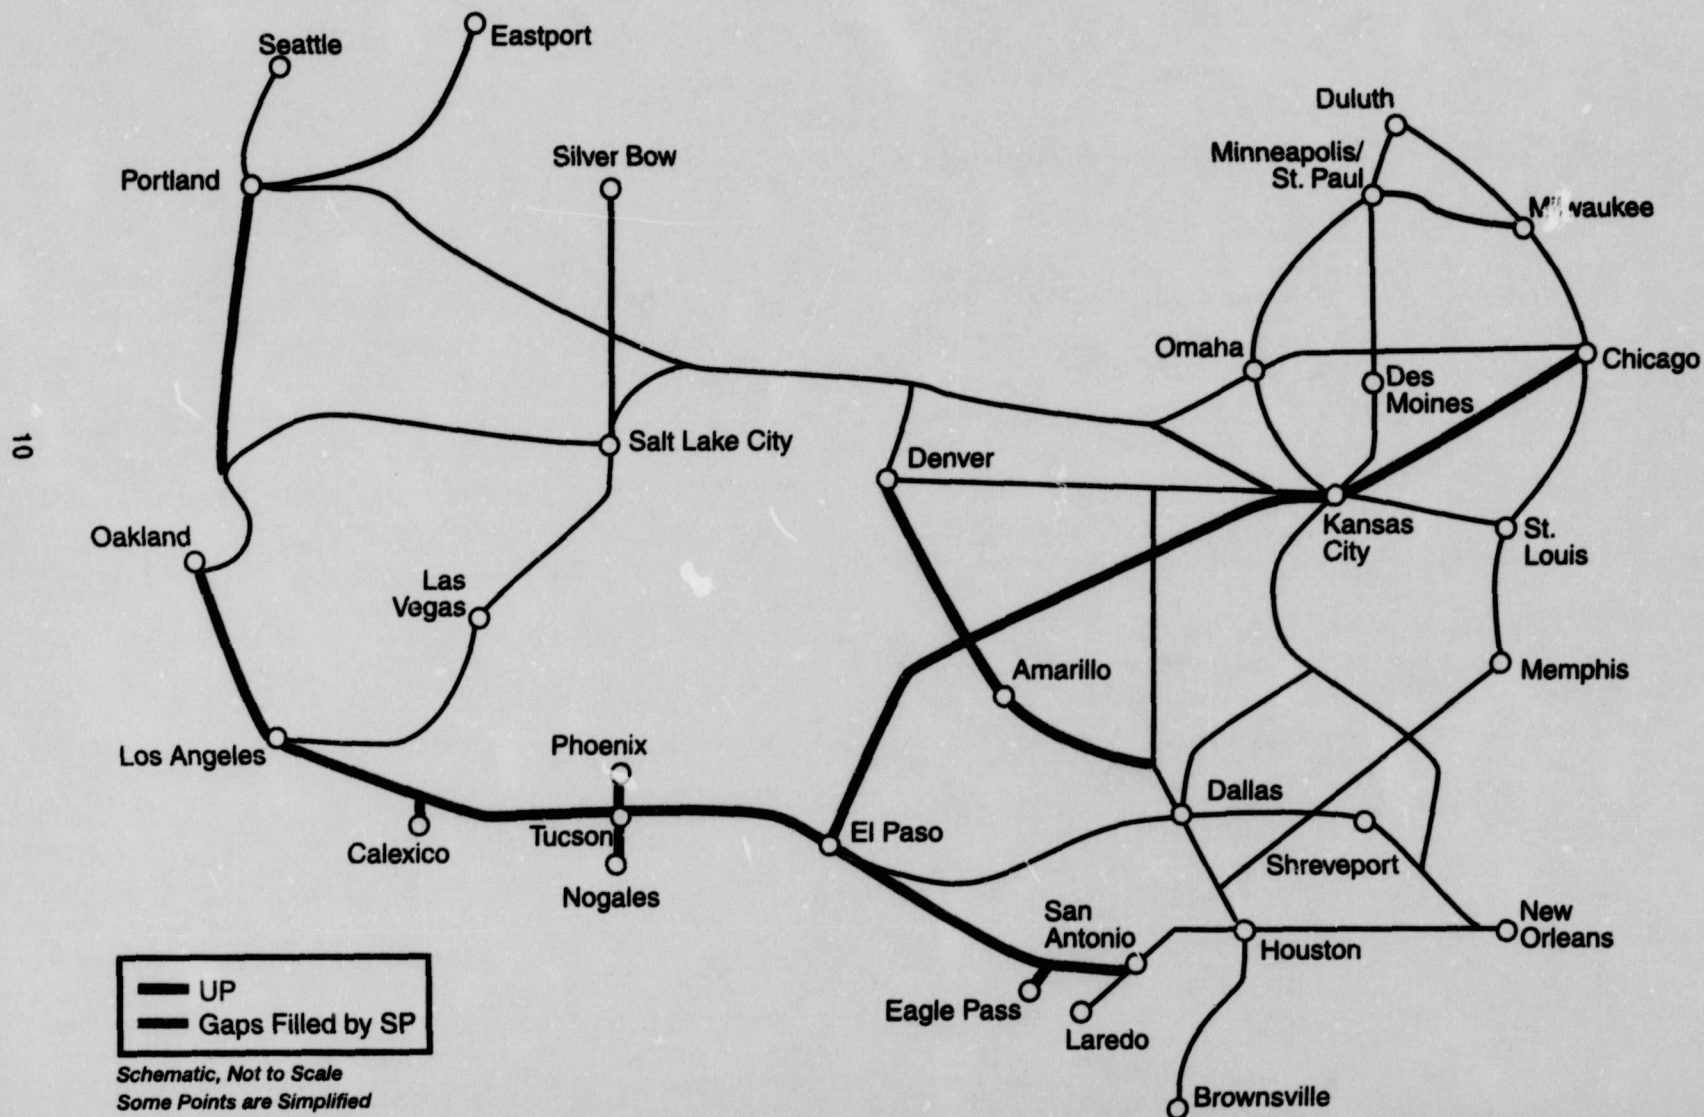 Seattle
Eastport
Duluth
Minneapolis/
St. Paul
Silver Bow
Portland
Milwaukee
Omaha
Chicago
Des
Moines
Salt Lake City
Denver
10
Kansas
City
St.
Louis
Oakland
Las
Vegas
Amarillo
Memphis
Los Angeles
Phoenix
Dallas
Tucson
El Paso
Calexico
Shreveport
Nogales
San
Antonio
New
Orleans
Houston
Eagle Pass
Laredo
Brownsville
UP
Gaps Filled by SP
Schematic, Not to Scale
Some Points are Simplified